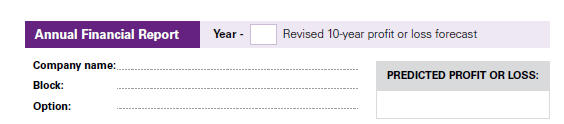 Annual Financial Report Year - Revised 10-year profit or loss forecast
Company name:
Block:
Option:
PREDICTED PROFIT OR LOSS: